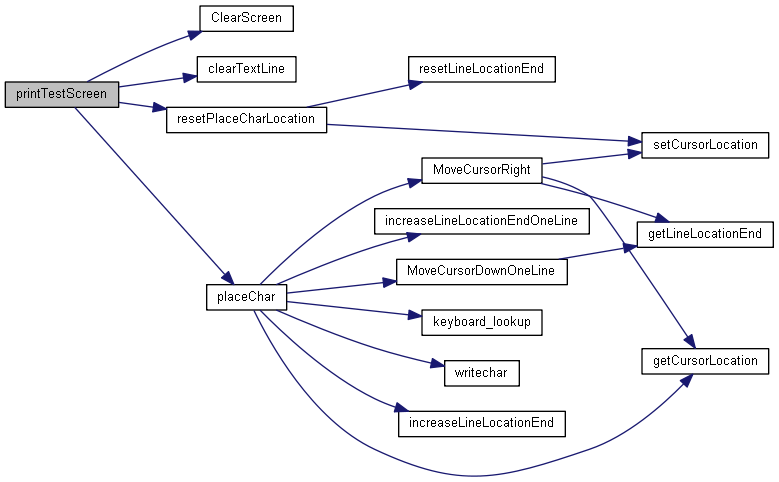 ClearScreen
clearTextLine
resetLineLocationEnd
printTestScreen
resetPlaceCharLocation
setCursorLocation
MoveCursorRight
increaseLineLocationEndOneLine
getLineLocationEnd
MoveCursorDownOneLine
placeChar
keyboard_lookup
getCursorLocation
writechar
increaseLineLocationEnd